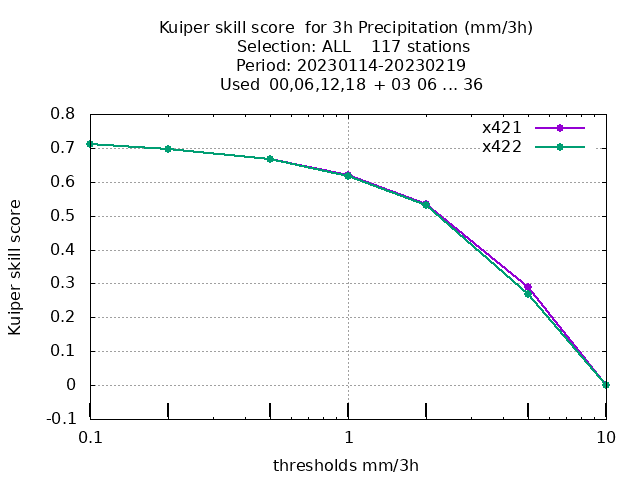 Kuiper skill score  for 3h Precipitation (mm/3h)
Selection: ALL    117 stations
Period: 20230114-20230219
Used  00,06,12,18  + 03 06 ... 36
x421
x422
0.8
0.7
0.6
0.5
0.4
0.3
0.2
0.1
0
-0.1
Kuiper skill score
0.1
1
10
thresholds mm/3h